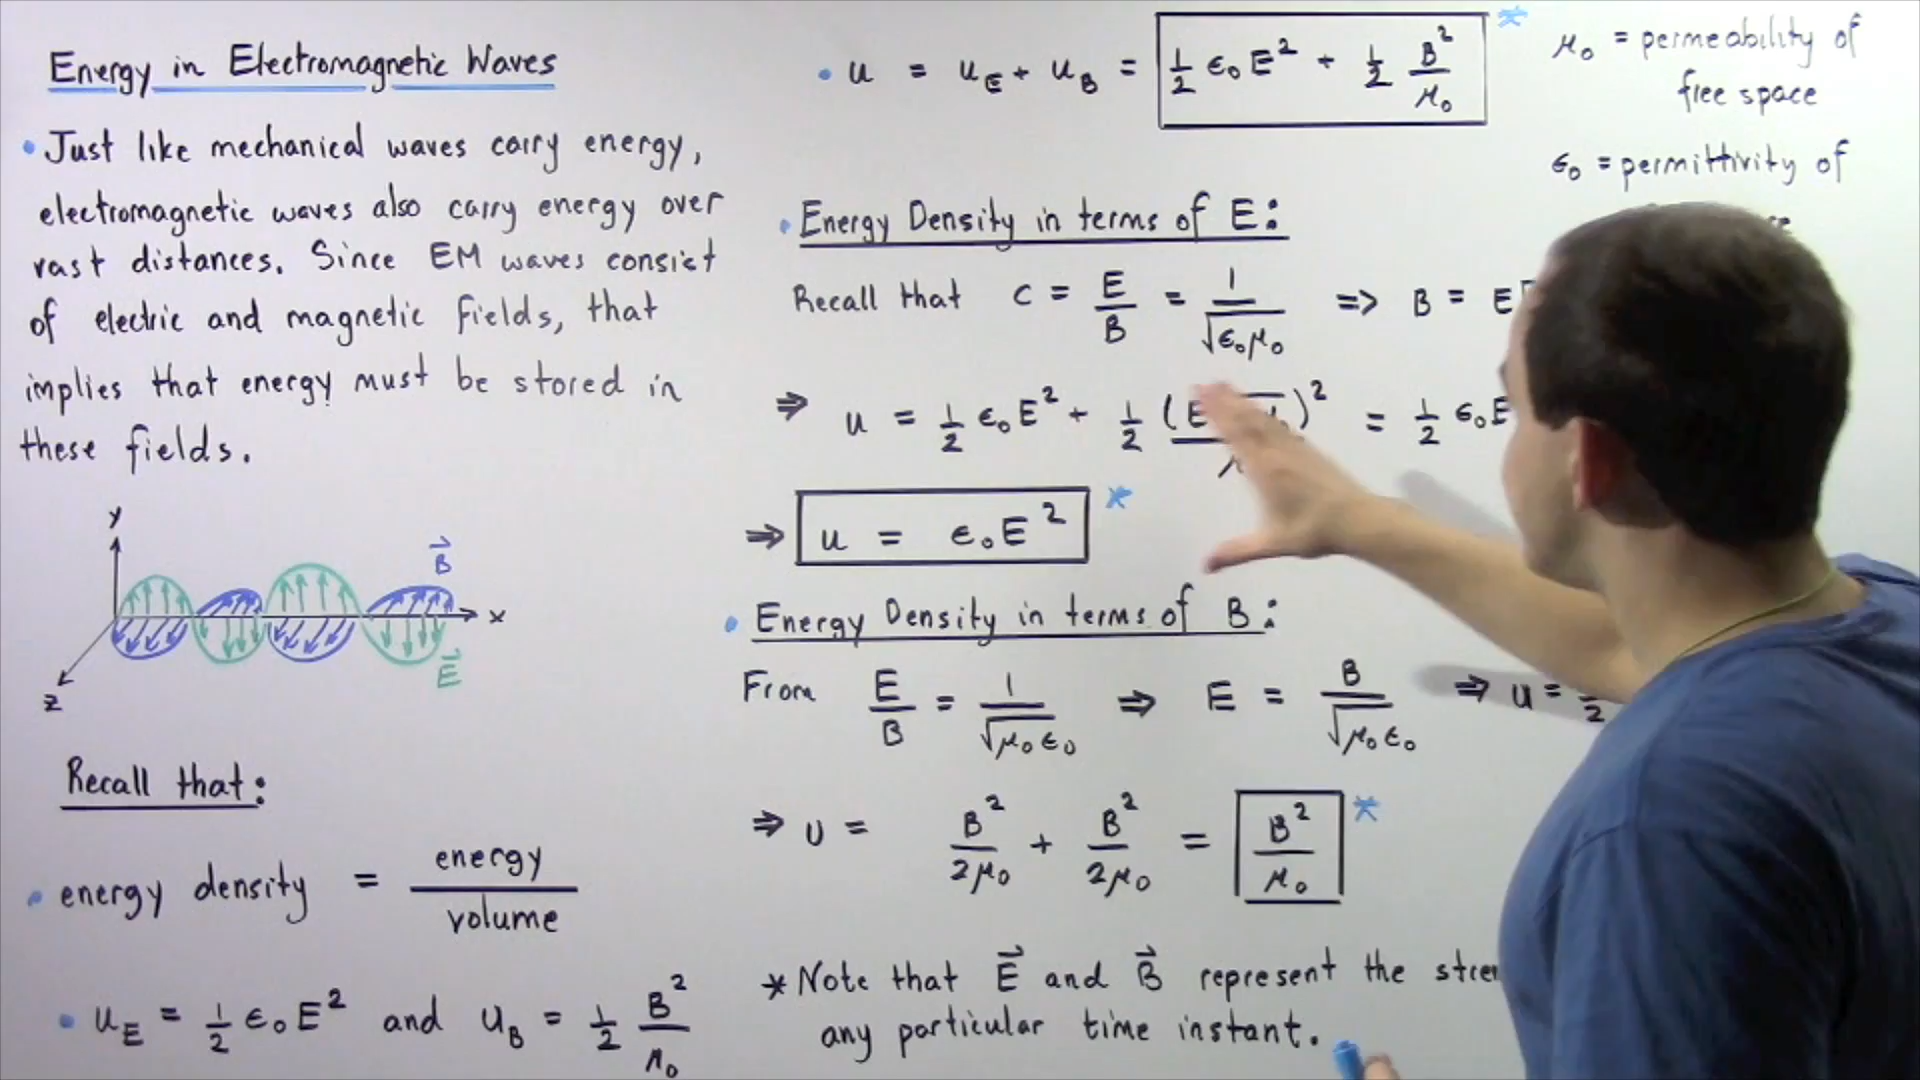 Energy in Electromagnetic Waves
• Just like mechanical waves carry energy,
electromagnetic waves also carry energy over
vast distances. Since EM waves consist
of electric and magnetic fields, that
implies that energy must be stored in
these fields.
y
B⃗
x
E⃗
z
Recall that:
• energy density = energy / volume
• u_E = 1/2 ε₀E² and u_B = 1/2 B²/μ₀
• u = u_E + u_B = 1/2 ε₀E² + 1/2 B²/μ₀ *
μ₀ = permeability of
free space
ε₀ = permittivity of
• Energy Density in terms of E:
Recall that c = E/B = 1/√(ε₀μ₀) => B = E
=> u = 1/2 ε₀E² + 1/2 (E )² = 1/2 ε₀E
=> u = ε₀E² *
• Energy Density in terms of B:
From E/B = 1/√(μ₀ε₀) => E = B/√(μ₀ε₀) => u = 1/2
=> U = B²/2μ₀ + B²/2μ₀ = B²/μ₀ *
* Note that E⃗ and B⃗ represent the
any particular time instant.